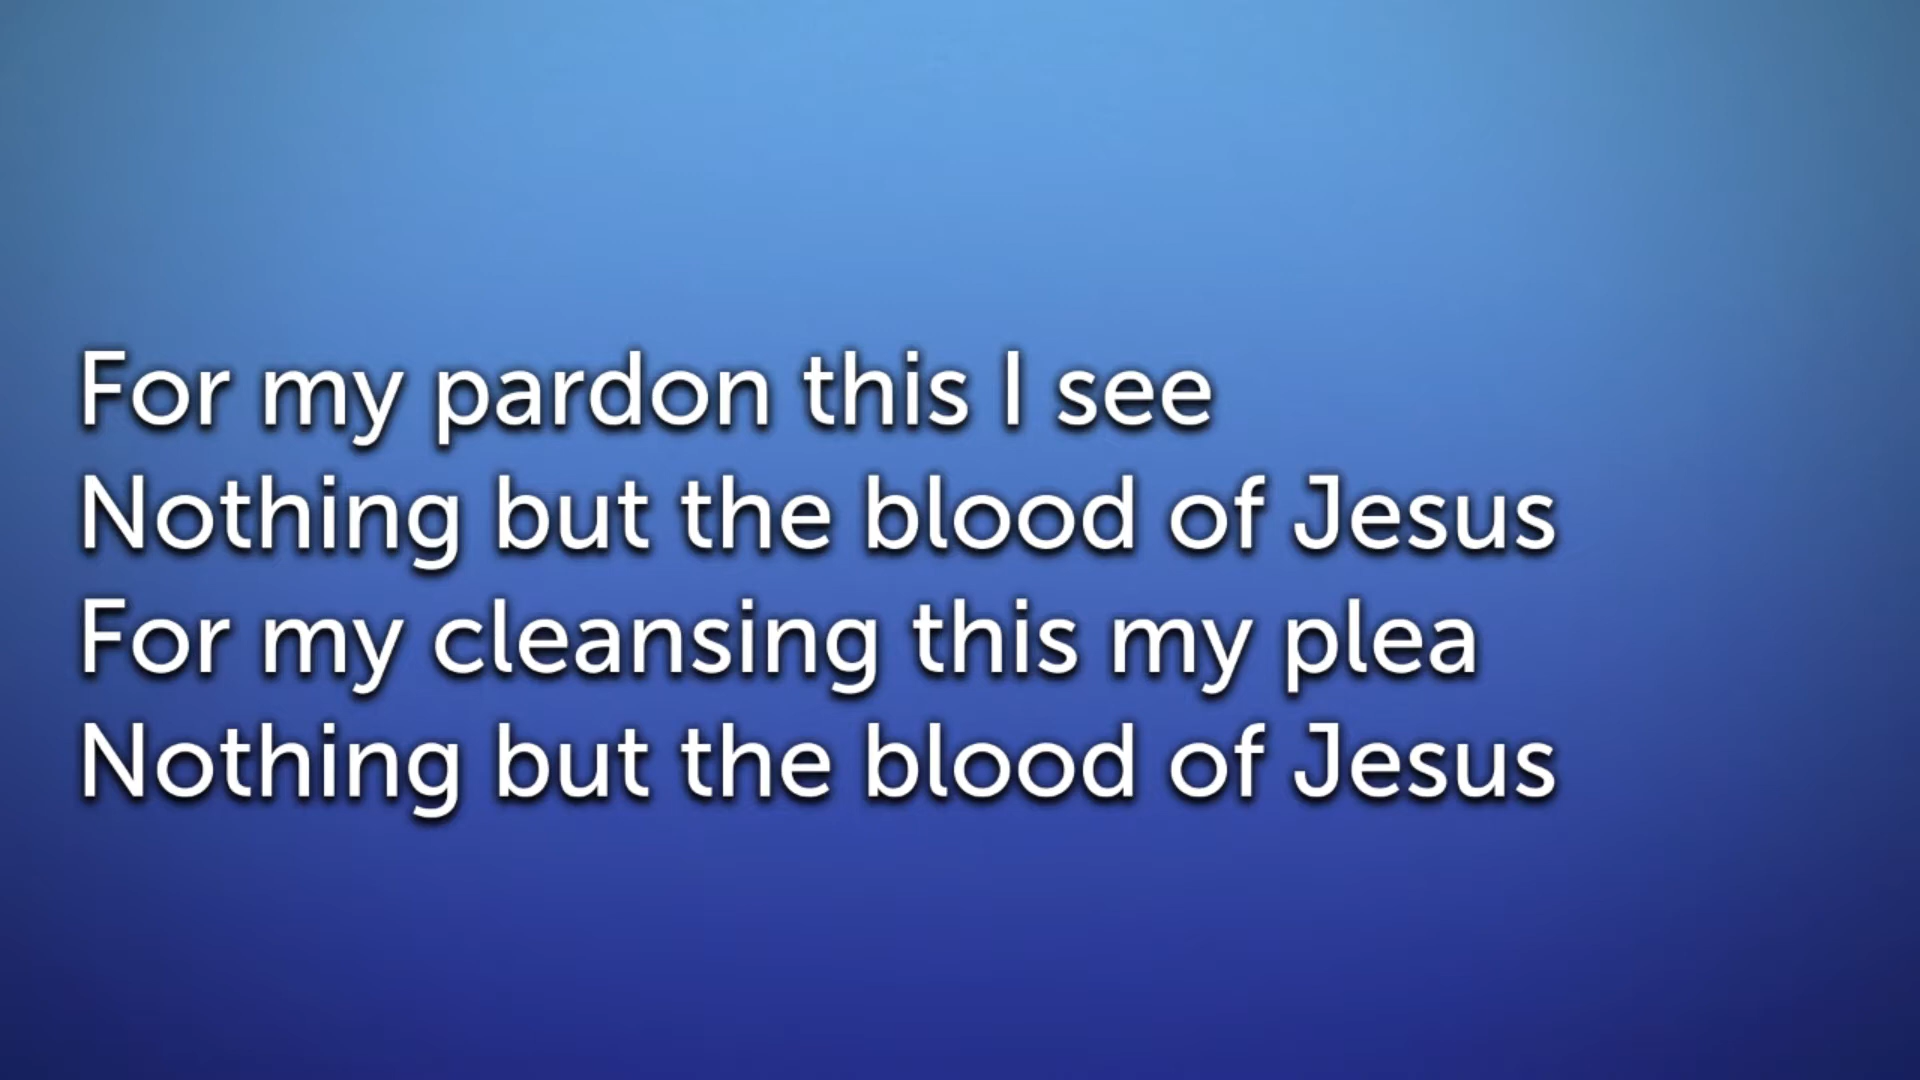 For my pardon this I see
Nothing but the blood of Jesus
For my cleansing this my plea
Nothing but the blood of Jesus